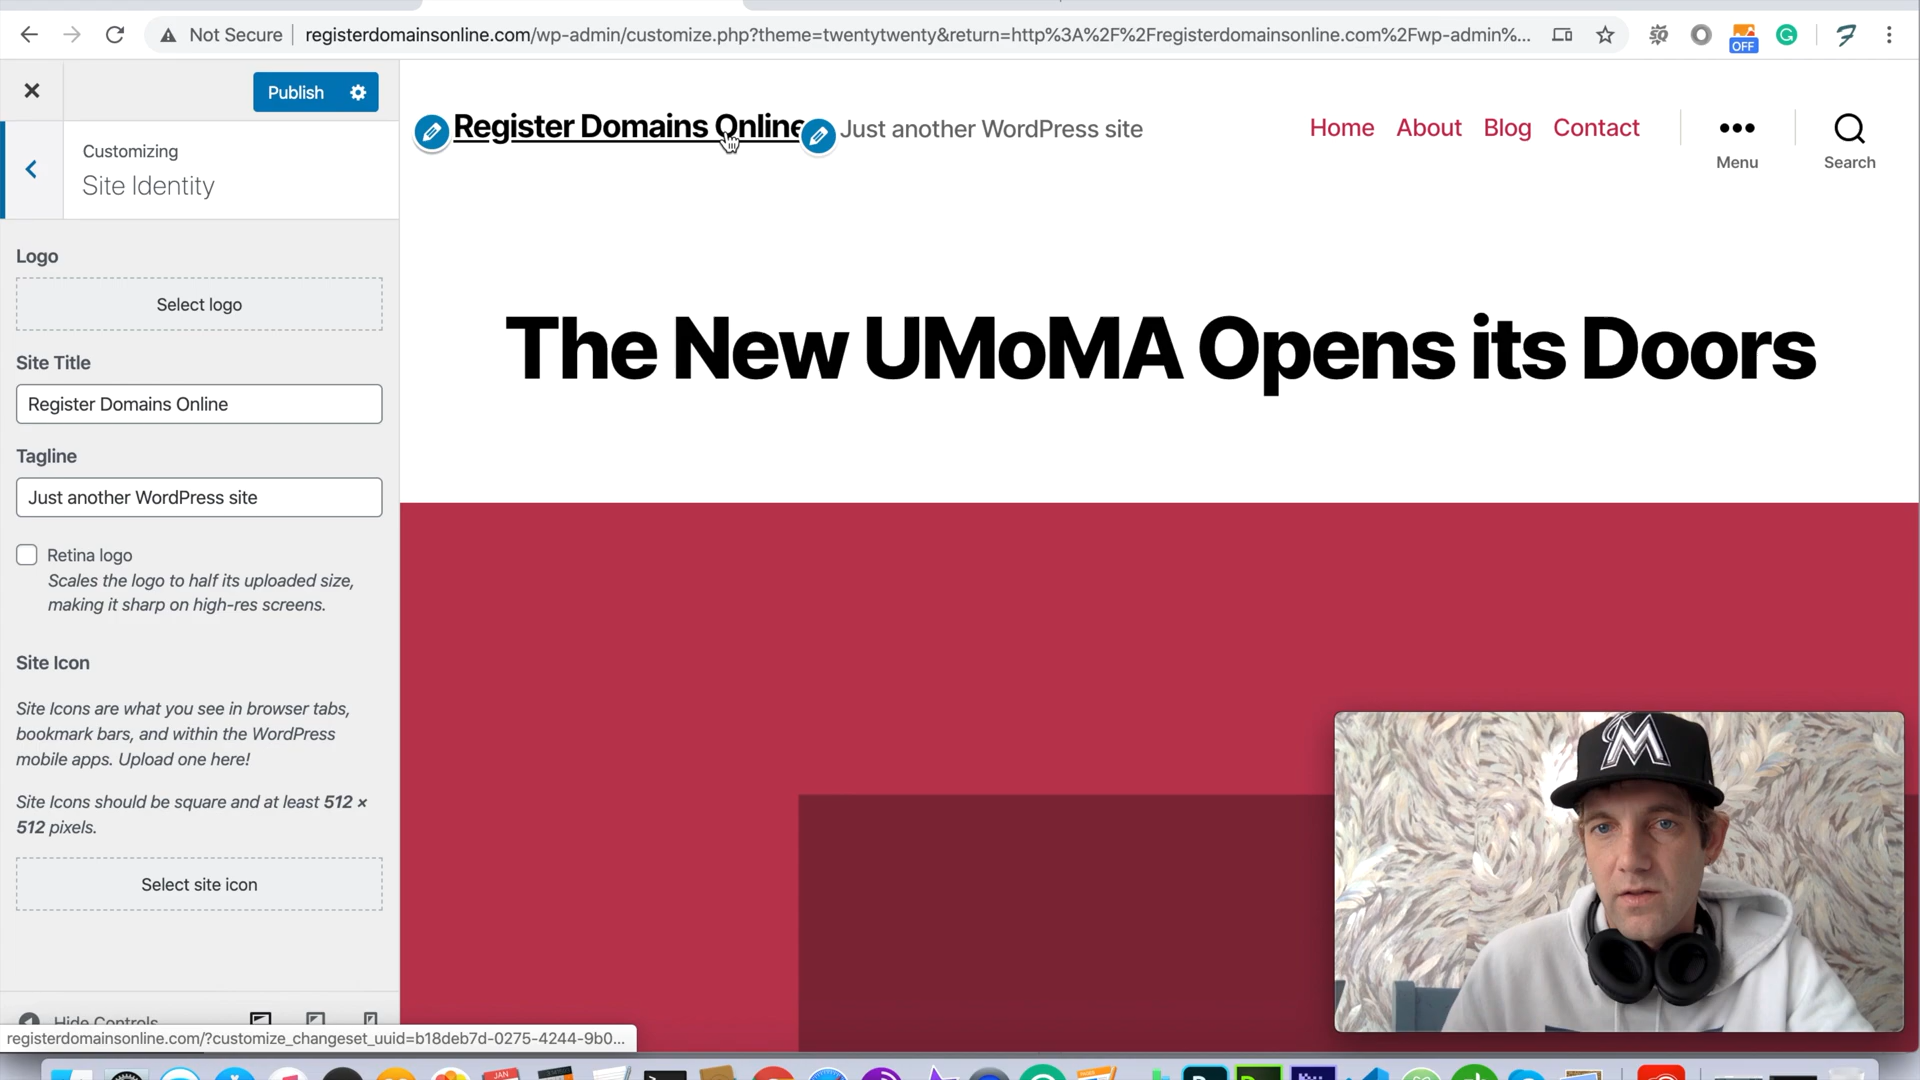 Not Secure
registerdomainsonline.com/wp-admin/customize.php?theme=twentytwenty&return=http%3A%2F%2Fregisterdomainsonline.com%2Fwp-admin%...
OFF
Publish
Customizing
Site Identity
Logo
Select logo
Site Title
Register Domains Online
Tagline
Just another WordPress site
Retina logo
Scales the logo to half its uploaded size,
making it sharp on high-res screens.
Site Icon
Site Icons are what you see in browser tabs,
bookmark bars, and within the WordPress
mobile apps. Upload one here!
Site Icons should be square and at least 512 ×
512 pixels.
Select site icon
Hide Controls
registerdomainsonline.com/?customize_changeset_uuid=b18deb7d-0275-4244-9b0...
Register Domains Online
Just another WordPress site
Home About Blog Contact
Menu
Search
The New UMoMA Opens its Doors
M
JAN